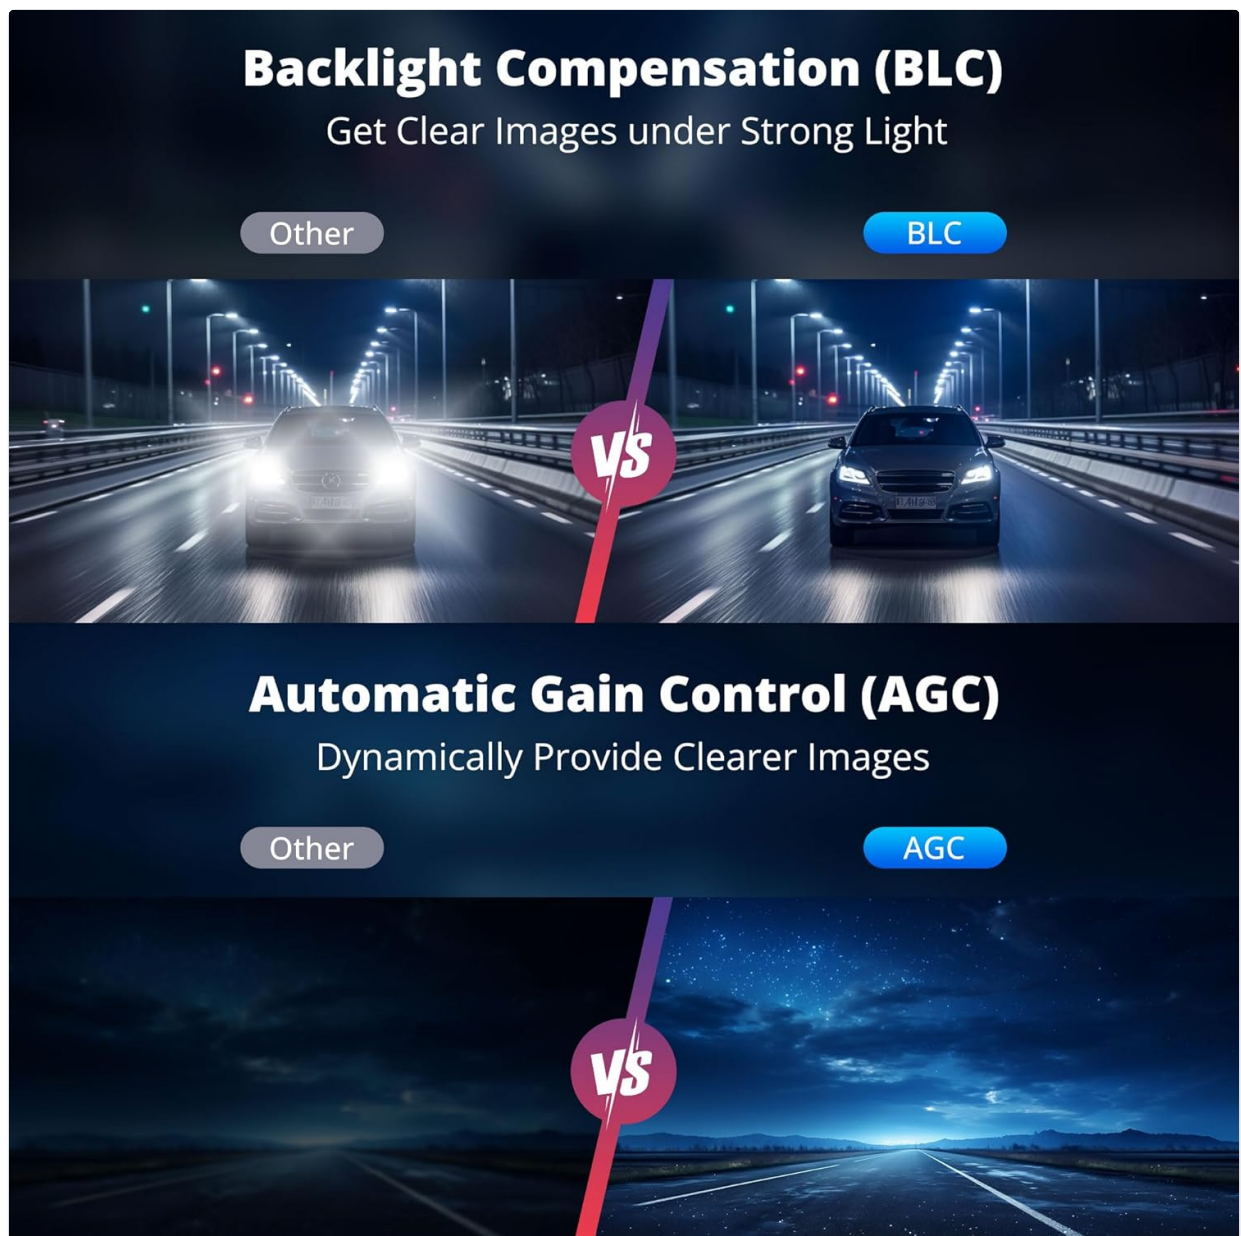 Backlight Compensation (BLC)
Get Clear Images under Strong Light
Other
BLC
VS
Automatic Gain Control (AGC)
Dynamically Provide Clearer Images
Other
AGC
VS